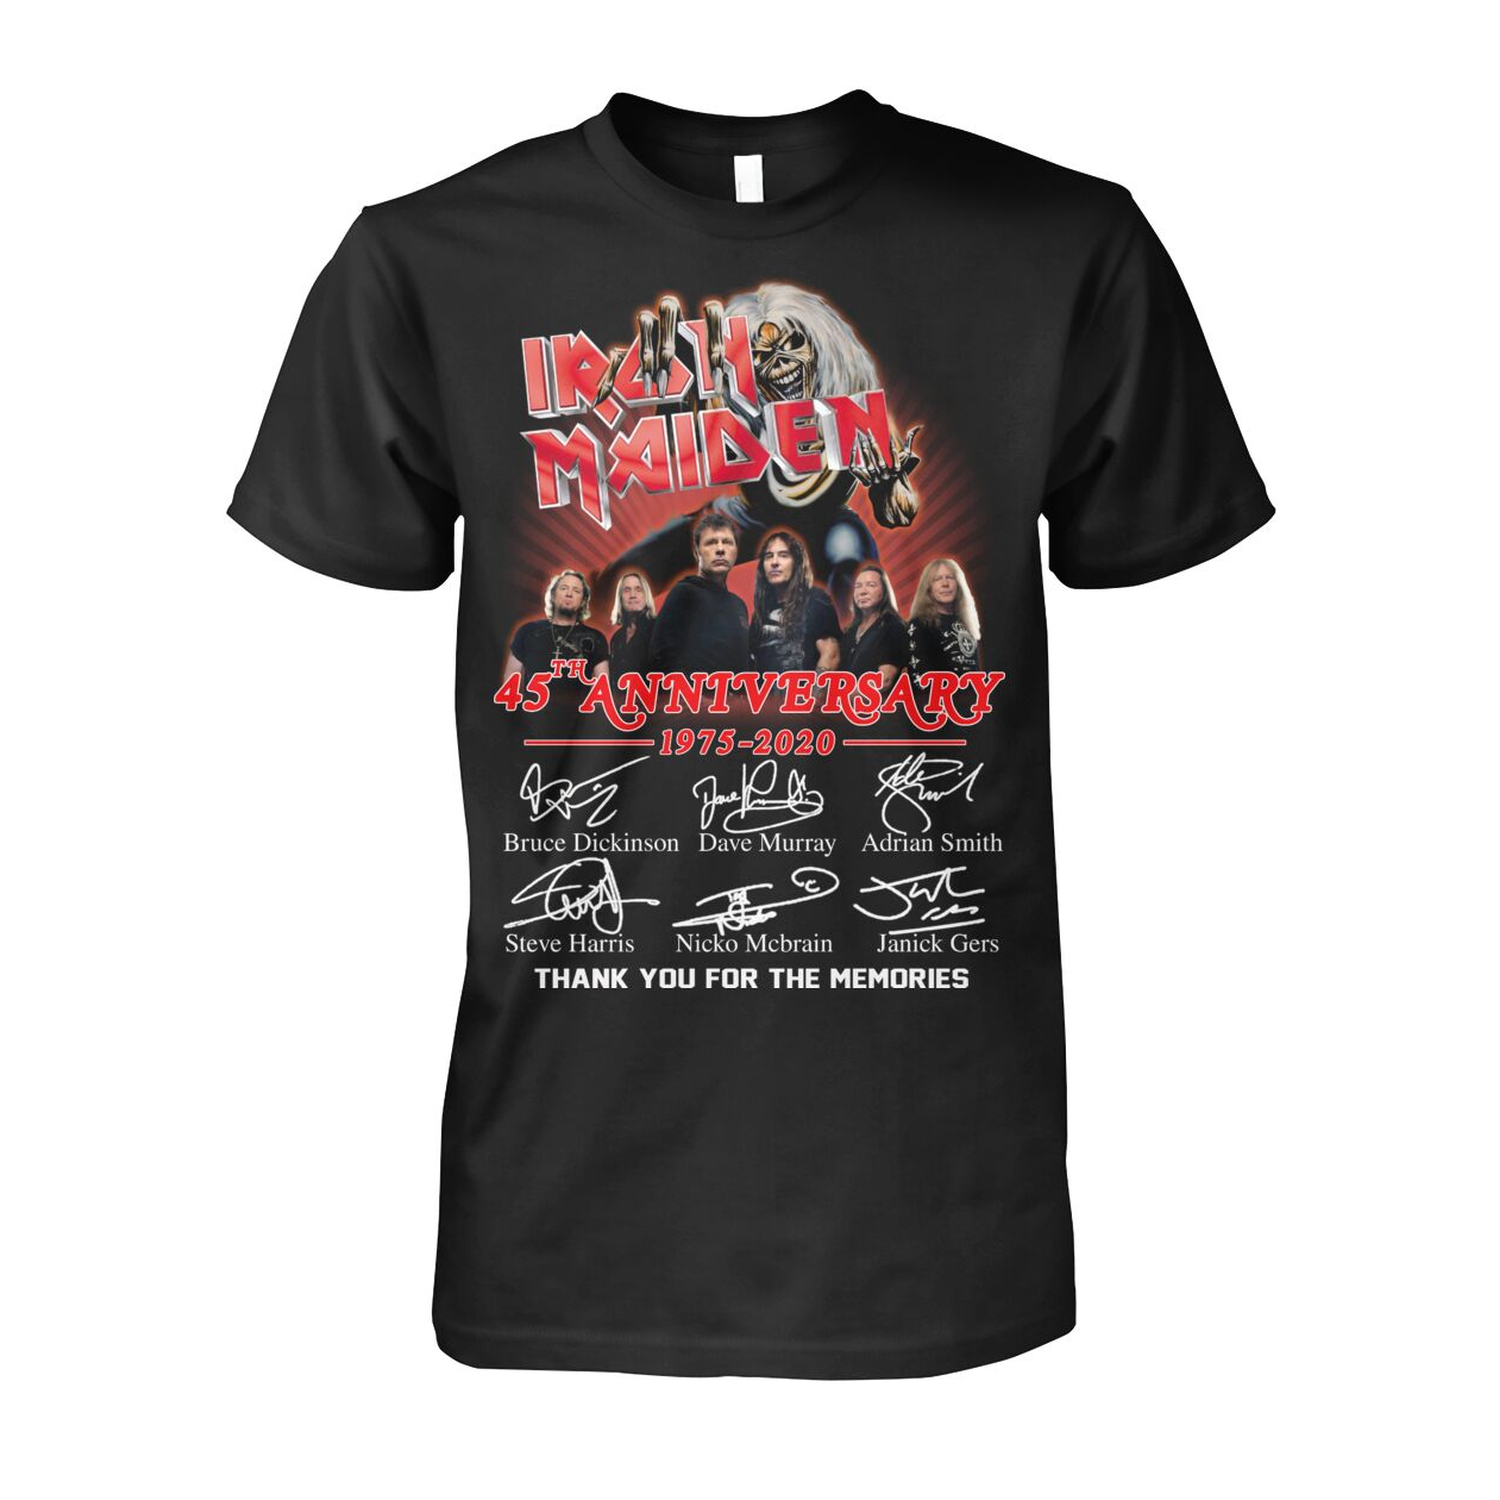 IRON
MAIDEN
45TH ANNIVERSARY
1975-2020
Bruce Dickinson Dave Murray Adrian Smith
Steve Harris Nicko Mcbrain Janick Gers
THANK YOU FOR THE MEMORIES